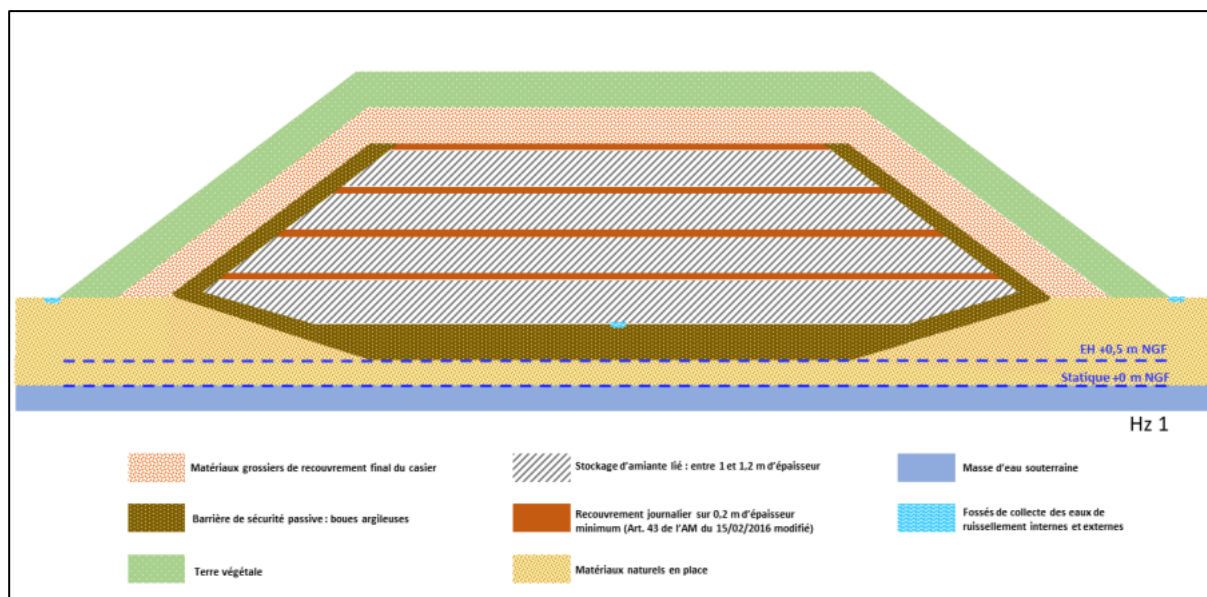 EH +0,5 m NGF
Statique +0 m NGF
Hz 1
Matériaux grossiers de recouvrement final du casier
Stockage d'amiante lié : entre 1 et 1,2 m d'épaisseur
Masse d'eau souterraine
Barrière de sécurité passive : boues argileuses
Recouvrement journalier sur 0,2 m d'épaisseur
minimum (Art. 43 de l'AM du 15/02/2016 modifié)
Fossés de collecte des eaux de
ruissellement internes et externes
Terre végétale
Matériaux naturels en place